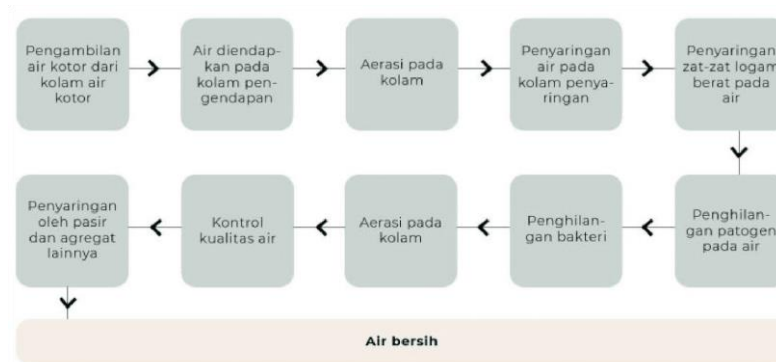 Pengambilan
air kotor dari
kolam air
kotor
Air diendap-
kan pada
kolam pen-
gendapan
Aerasi pada
kolam
Penyaringan
air pada
kolam penya-
ringan
Penyaringan
zat-zat logam
berat pada
air
Penghilan-
gan patogen
pada air
Penghilan-
gan bakteri
Aerasi pada
kolam
Kontrol
kualitas air
Penyaringan
oleh pasir
dan agregat
lainnya
Air bersih